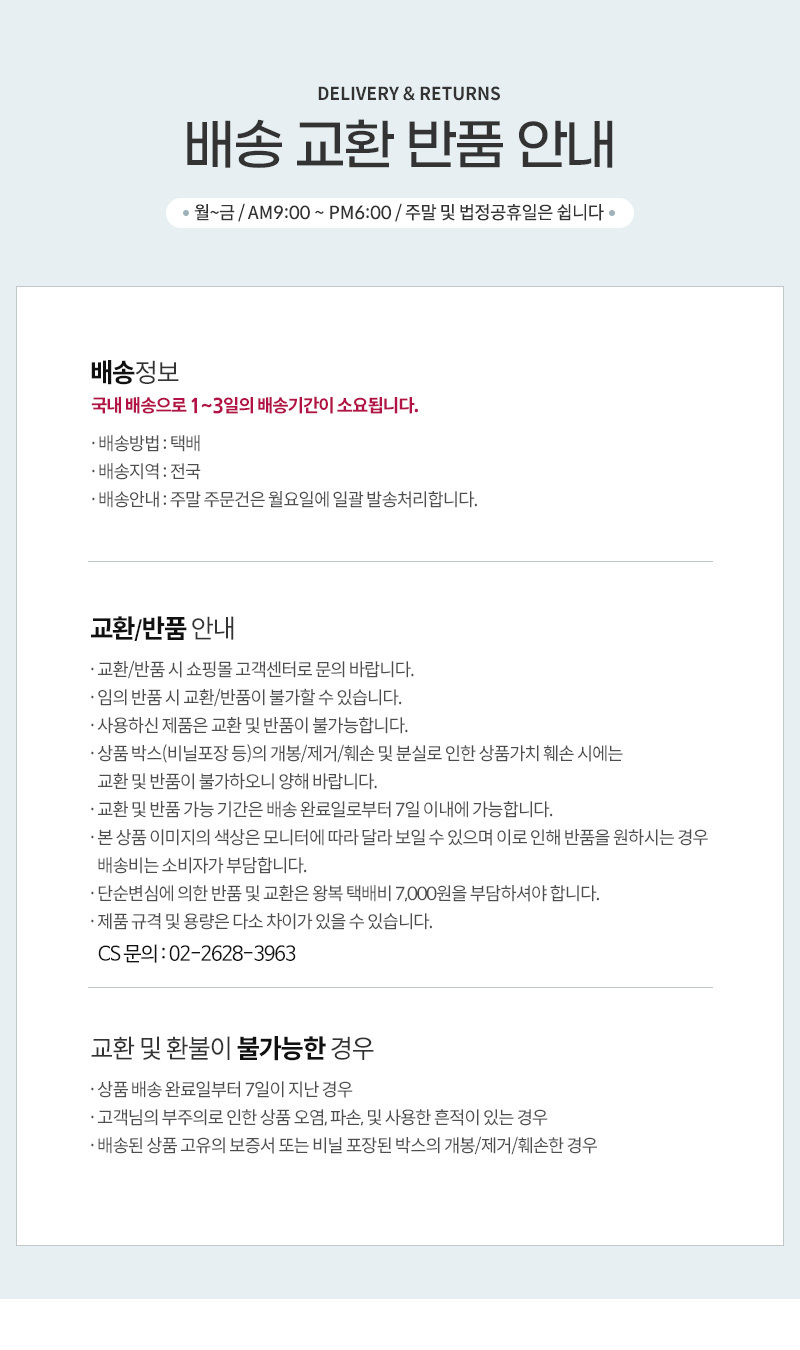 DELIVERY & RETURNS
배송 교환 반품 안내
• 월~금 / AM9:00 ~ PM6:00 / 주말 및 법정공휴일은 쉽니다 •
배송정보
국내 배송으로 1~3일의 배송기간이 소요됩니다.
· 배송방법 : 택배
· 배송지역 : 전국
· 배송안내 : 주말 주문건은 월요일에 일괄 발송처리합니다.
교환/반품 안내
· 교환/반품 시 쇼핑몰 고객센터로 문의 바랍니다.
· 임의 반품 시 교환/반품이 불가할 수 있습니다.
· 사용하신 제품은 교환 및 반품이 불가능합니다.
· 상품 박스(비닐포장 등)의 개봉/제거/훼손 및 분실로 인한 상품가치 훼손 시에는
교환 및 반품이 불가하오니 양해 바랍니다.
· 교환 및 반품 가능 기간은 배송 완료일로부터 7일 이내에 가능합니다.
· 본 상품 이미지의 색상은 모니터에 따라 달라 보일 수 있으며 이로 인해 반품을 원하시는 경우
배송비는 소비자가 부담합니다.
· 단순변심에 의한 반품 및 교환은 왕복 택배비 7,000원을 부담하셔야 합니다.
· 제품 규격 및 용량은 다소 차이가 있을 수 있습니다.
CS 문의 : 02-2628-3963
교환 및 환불이 불가능한 경우
· 상품 배송 완료일부터 7일이 지난 경우
· 고객님의 부주의로 인한 상품 오염, 파손, 및 사용한 흔적이 있는 경우
· 배송된 상품 고유의 보증서 또는 비닐 포장된 박스의 개봉/제거/훼손한 경우